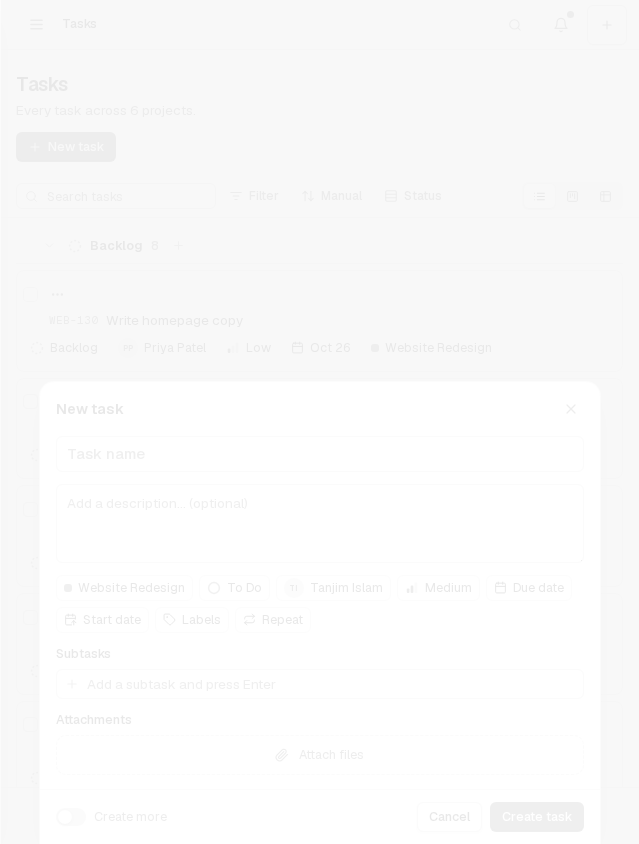 Tasks
Tasks
Every task across 6 projects
New task
Search tasks
Filter
Manual
Status
Backlog 8
WEB-130 Write homepage copy
Backlog
Priya Patel
Low
Oct 26
Website Redesign
New task
Task name
Add a description... (optional)
Website Redesign
To Do
Tanjim Islam
Medium
Due date
Start date
Labels
Repeat
Subtasks
Add a subtask and press Enter
Attachments
Attach files
Create more
Cancel
Create task